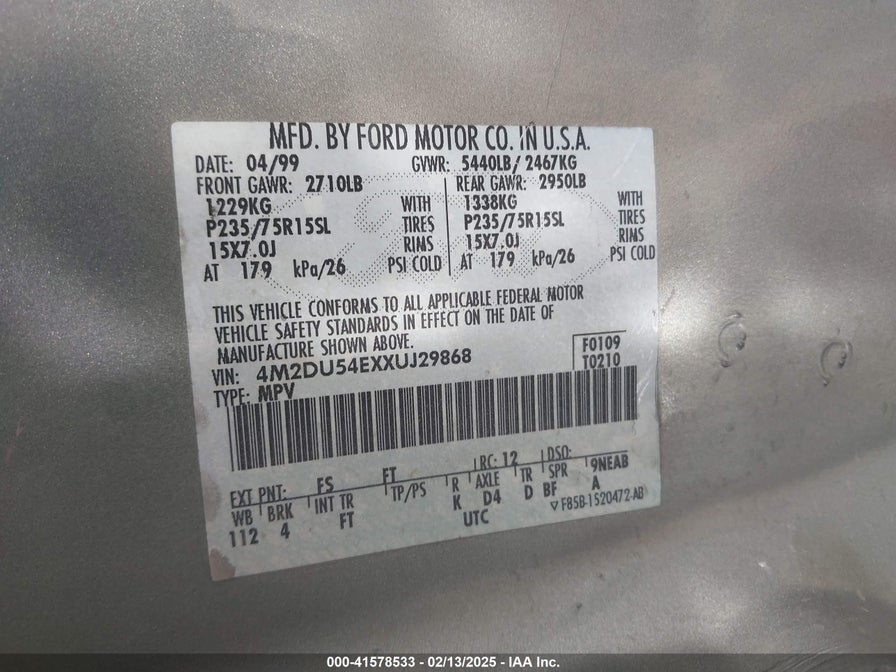 MFD. BY FORD MOTOR CO. IN U.S.A.
DATE: 04/99 GVWR: 5440LB/ 2467KG
FRONT GAWR: 2710LB REAR GAWR: 2950LB
1229KG WITH 1338KG WITH
P235/75R15SL TIRES P235/75R15SL TIRES
15X7.0J RIMS 15X7.0J RIMS
AT 179 kPa/26 PSI COLD AT 179 kPa/26 PSI COLD
THIS VEHICLE CONFORMS TO ALL APPLICABLE FEDERAL MOTOR
VEHICLE SAFETY STANDARDS IN EFFECT ON THE DATE OF
MANUFACTURE SHOWN ABOVE.
VIN: 4M2DU54EXXUJ29868 F0109
TYPE: MPV T0210
EXT PNT: FS FT RC: 12 DSO:
WB BRK INT TR TP/PS R AXLE TR SPR 9NEAB
112 4 FT K D4 D BF A
UTC ▽F85B-1520472-AB
000-41578533 - 02/13/2025 - IAA Inc.